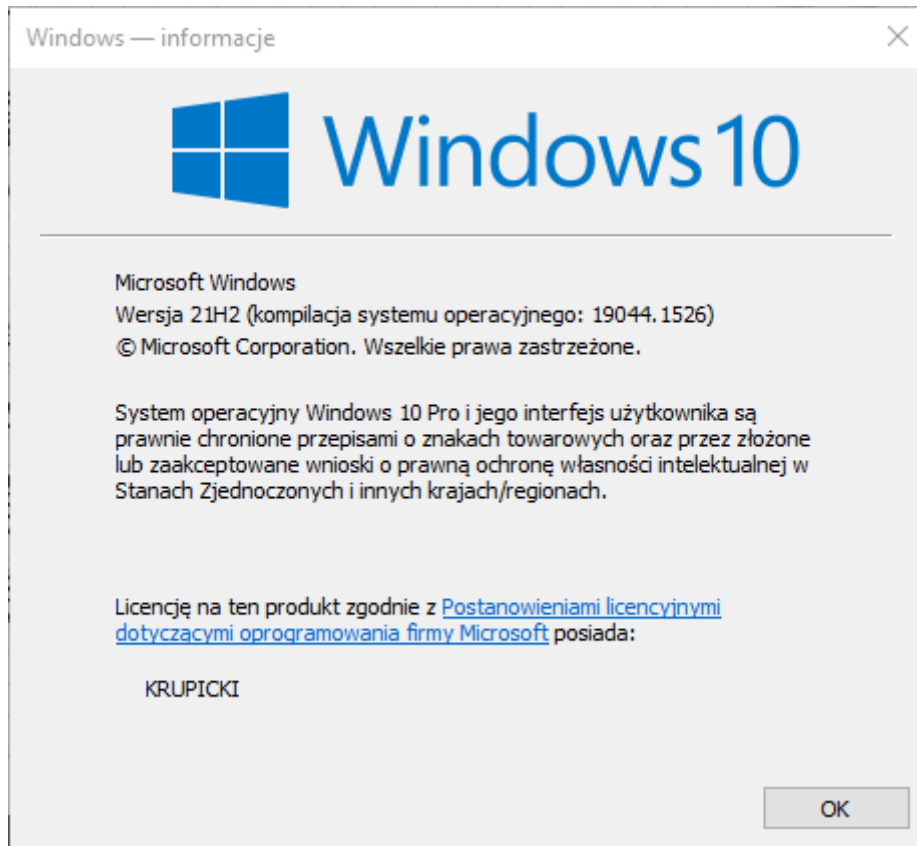 Windows — informacje
Windows 10
Microsoft Windows
Wersja 21H2 (kompilacja systemu operacyjnego: 19044.1526)
© Microsoft Corporation. Wszelkie prawa zastrzeżone.
System operacyjny Windows 10 Pro i jego interfejs użytkownika są
prawnie chronione przepisami o znakach towarowych oraz przez złożone
lub zaakceptowane wnioski o prawną ochronę własności intelektualnej w
Stanach Zjednoczonych i innych krajach/regionach.
Licencję na ten produkt zgodnie z Postanowieniami licencyjnymi
dotyczącymi oprogramowania firmy Microsoft posiada:
KRUPICKI
OK